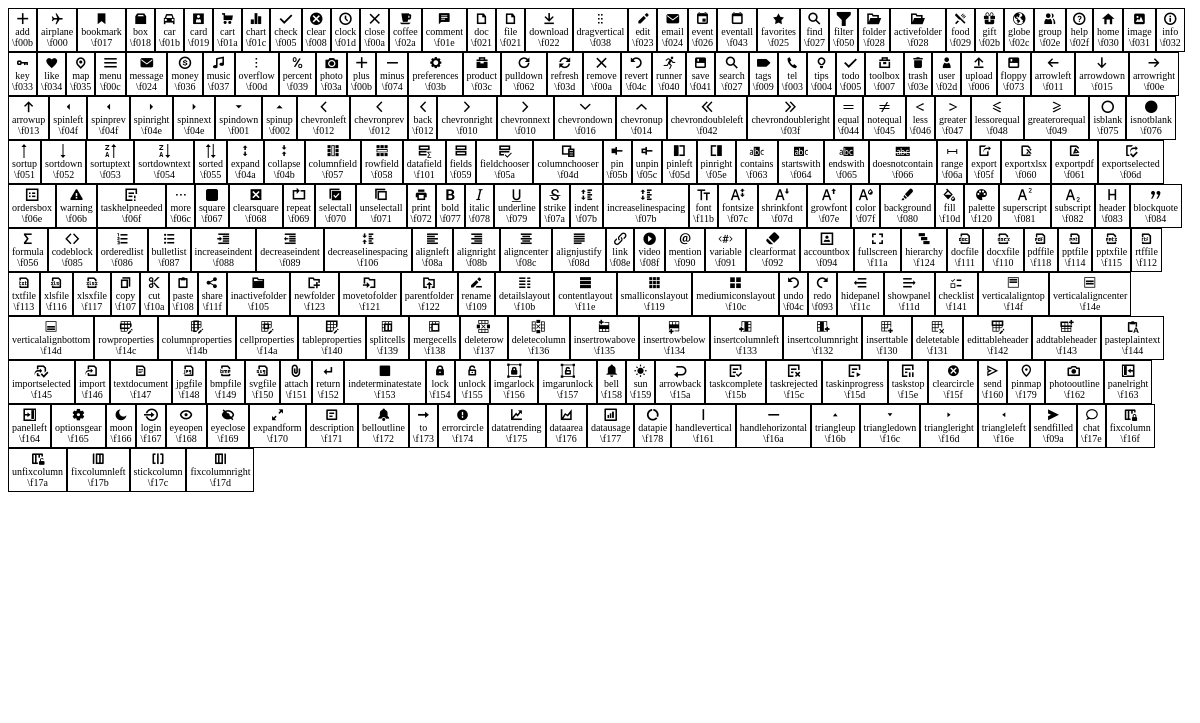 add airplane bookmark box car card cart chart check clear clock close coffee comment doc file download dragvertical edit email event eventall favorites find filter folder activefolder food gift globe group help home image info
\f00b \f000 \f017 \f018 \f01b \f019 \f01a \f01c \f005 \f008 \f01d \f00a \f02a \f01e \f021 \f021 \f022 \f038 \f023 \f024 \f026 \f043 \f025 \f027 \f050 \f028 \f028 \f029 \f02b \f02c \f02e \f02f \f030 \f031 \f032
key like map menu message money music overflow percent photo plus minus preferences product pulldown refresh remove revert runner save search tags tel tips todo toolbox trash user upload floppy arrowleft arrowdown arrowright
\f033 \f034 \f035 \f00c \f024 \f036 \f037 \f00d \f039 \f03a \f00b \f074 \f03b \f03c \f062 \f03d \f00a \f04c \f040 \f041 \f027 \f009 \f003 \f004 \f005 \f007 \f03e \f02d \f006 \f073 \f011 \f015 \f00e
arrowup spinleft spinprev spinright spinnext spindown spinup chevronleft chevronprev back chevronright chevronnext chevrondown chevronup chevrondoubleleft chevrondoubleright equal notequal less greater lessorequal greaterorequal isblank isnotblank
\f013 \f04f \f04f \f04e \f04e \f001 \f002 \f012 \f012 \f012 \f010 \f010 \f016 \f014 \f042 \f03f \f044 \f045 \f046 \f047 \f048 \f049 \f075 \f076
sortup sortdown sortuptext sortdowntext sorted expand collapse columnfield rowfield datafield fields fieldchooser columnchooser pin unpin pinleft pinright contains startswith endswith doesnotcontain range export exportxlsx exportpdf exportselected
\f051 \f052 \f053 \f054 \f055 \f04a \f04b \f057 \f058 \f101 \f059 \f05a \f04d \f05b \f05c \f05d \f05e \f063 \f064 \f065 \f066 \f06a \f05f \f060 \f061 \f06d
ordersbox warning taskhelpneeded more square clearsquare repeat selectall unselectall print bold italic underline strike indent increaselinespacing font fontsize shrinkfont growfont color background fill palette superscript subscript header blockquote
\f06e \f06b \f06f \f06c \f067 \f068 \f069 \f070 \f071 \f072 \f077 \f078 \f079 \f07a \f07b \f07b \f11b \f07c \f07d \f07e \f07f \f080 \f10d \f120 \f081 \f082 \f083 \f084
formula codeblock orderedlist bulletlist increaseindent decreaseindent decreaselinespacing alignleft alignright aligncenter alignjustify link video mention variable clearformat accountbox fullscreen hierarchy docfile docxfile pdffile pptfile pptxfile rtffile
\f056 \f085 \f086 \f087 \f088 \f089 \f106 \f08a \f08b \f08c \f08d \f08e \f08f \f090 \f091 \f092 \f094 \f11a \f124 \f111 \f110 \f118 \f114 \f115 \f112
txtfile xlsfile xlsxfile copy cut paste share inactivefolder newfolder movetofolder parentfolder rename detailslayout contentlayout smalliconslayout mediumiconslayout undo redo hidepanel showpanel checklist verticalaligntop verticalaligncenter
\f113 \f116 \f117 \f107 \f10a \f108 \f11f \f105 \f123 \f121 \f122 \f109 \f10b \f11e \f119 \f10c \f04c \f093 \f11c \f11d \f141 \f14f \f14e
verticalalignbottom rowproperties columnproperties cellproperties tableproperties splitcells mergecells deleterow deletecolumn insertrowabove insertrowbelow insertcolumnleft insertcolumnright inserttable deletetable edittableheader addtableheader pasteplaintext
\f14d \f14c \f14b \f14a \f140 \f139 \f138 \f137 \f136 \f135 \f134 \f133 \f132 \f130 \f131 \f142 \f143 \f144
importselected import textdocument jpgfile bmpfile svgfile attach return indeterminatestate lock unlock imgarlock imgarunlock bell sun arrowback taskcomplete taskrejected taskinprogress taskstop clearcircle send pinmap photooutline panelright
\f145 \f146 \f147 \f148 \f149 \f150 \f151 \f152 \f153 \f154 \f155 \f156 \f157 \f158 \f159 \f15a \f15b \f15c \f15d \f15e \f15f \f160 \f179 \f162 \f163
panelleft optionsgear moon login eyeopen eyeclose expandform description belloutline to errorcircle datatrending dataarea datausage datapie handlevertical handlehorizontal triangleup triangledown triangleright triangleleft sendfilled chat fixcolumn
\f164 \f165 \f166 \f167 \f168 \f169 \f170 \f171 \f172 \f173 \f174 \f175 \f176 \f177 \f178 \f161 \f16a \f16b \f16c \f16d \f16e \f09a \f17e \f16f
unfixcolumn fixcolumnleft stickcolumn fixcolumnright
\f17a \f17b \f17c \f17d